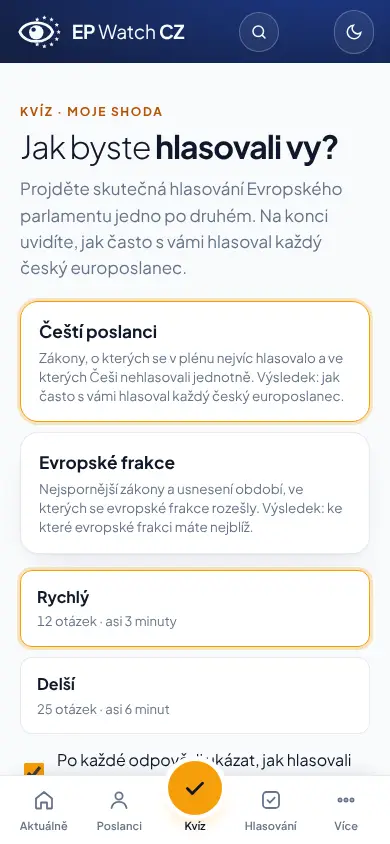 EP Watch CZ
KVÍZ · MOJE SHODA
Jak byste hlasovali vy?
Projděte skutečná hlasování Evropského
parlamentu jedno po druhém. Na konci
uvidíte, jak často s vámi hlasoval každý
český europoslanec.
Čeští poslanci
Zákony, o kterých se v plénu nejvíc hlasovalo a ve
kterých Češi nehlasovali jednotně. Výsledek: jak
často s vámi hlasoval každý český europoslanec.
Evropské frakce
Nejspornější zákony a usnesení období, ve
kterých se evropské frakce rozešly. Výsledek: ke
které evropské frakci máte nejblíž.
Rychlý
12 otázek · asi 3 minuty
Delší
25 otázek · asi 6 minut
Po každé odpovědi ukázat, jak hlasovali
Aktuálně
Poslanci
Kvíz
Hlasování
Více